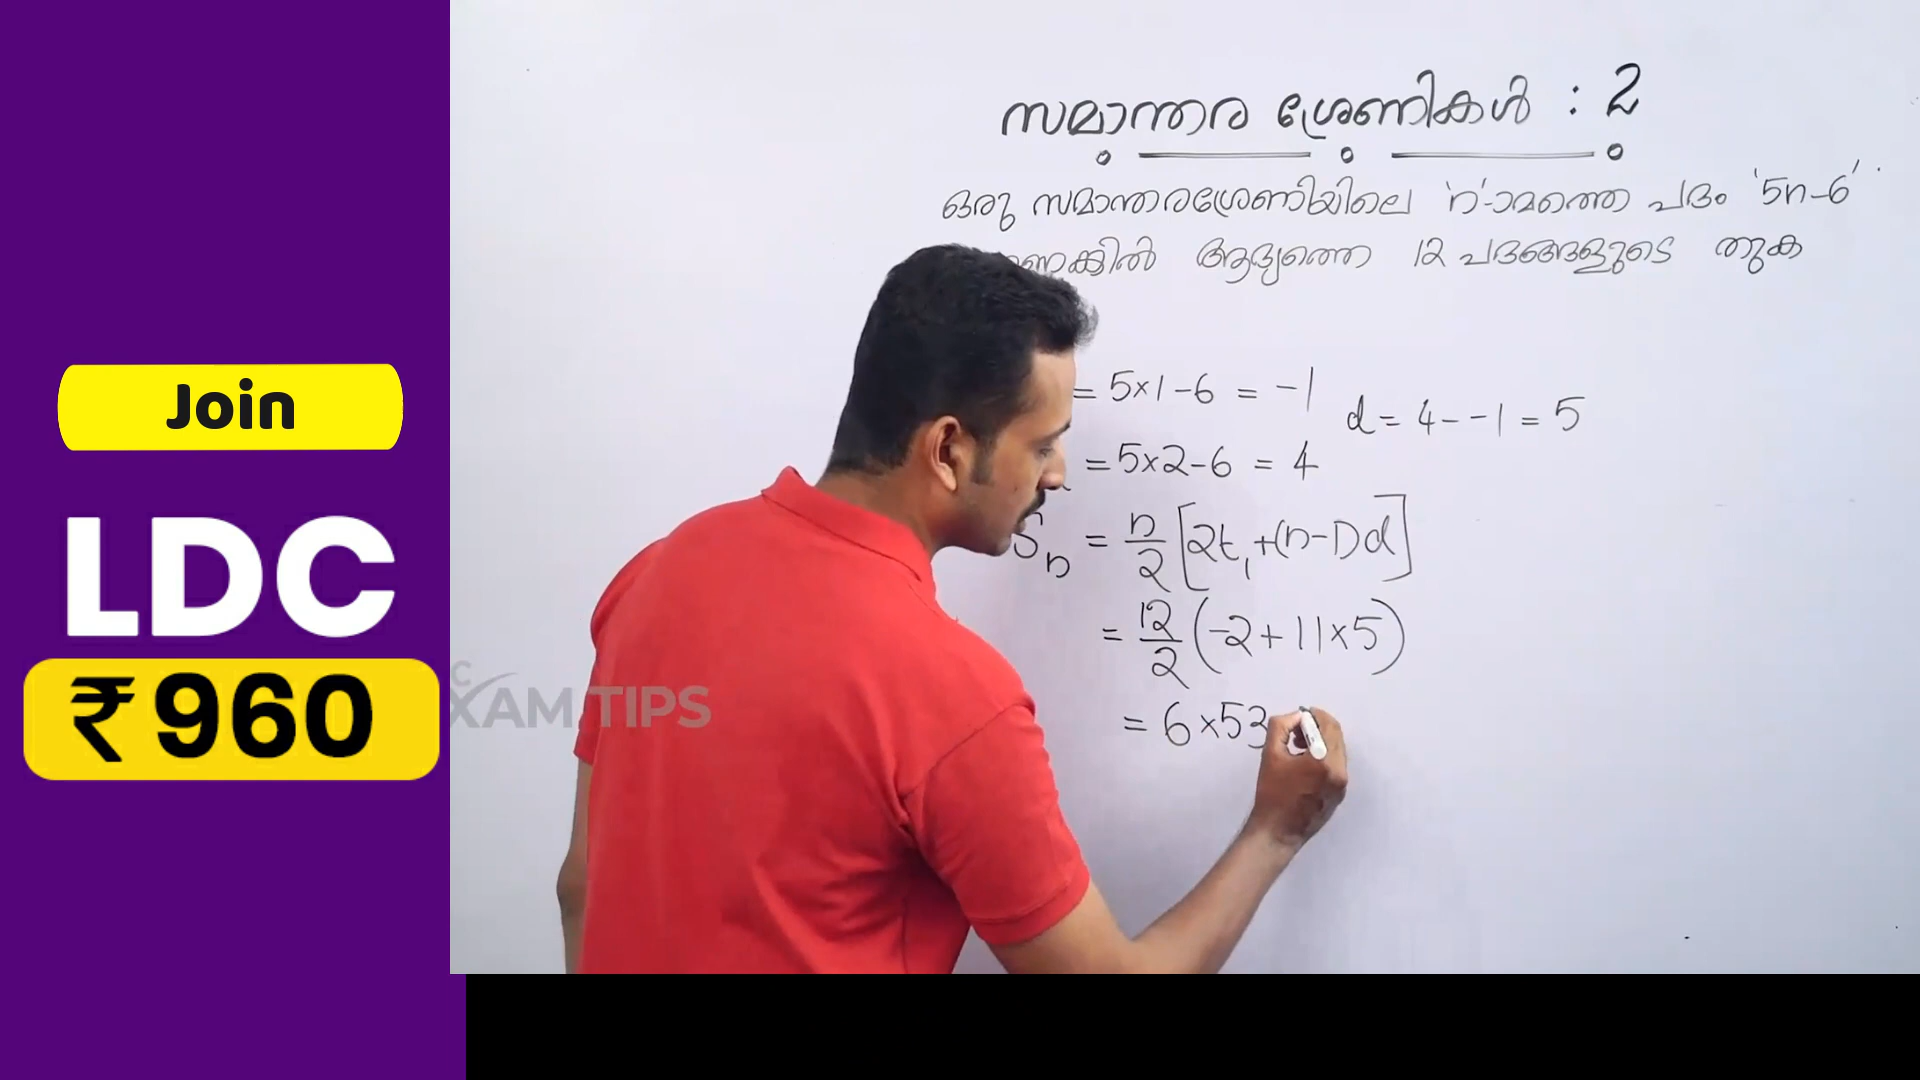 Join
LDC
₹960
XAM TIPS
സമാന്തര ശ്രേണികൾ : 2
ഒരു സമാന്തരശ്രേണിയിലെ 'n'-ാമത്തെ പദം '5n-6'
ആദ്യത്തെ 12 പദങ്ങളുടെ തുക
= 5×1-6 = -1
d = 4--1 = 5
= 5×2-6 = 4
Sn = n/2 [2t₁+(n-1)d]
= 12/2 (-2+11×5)
= 6×53